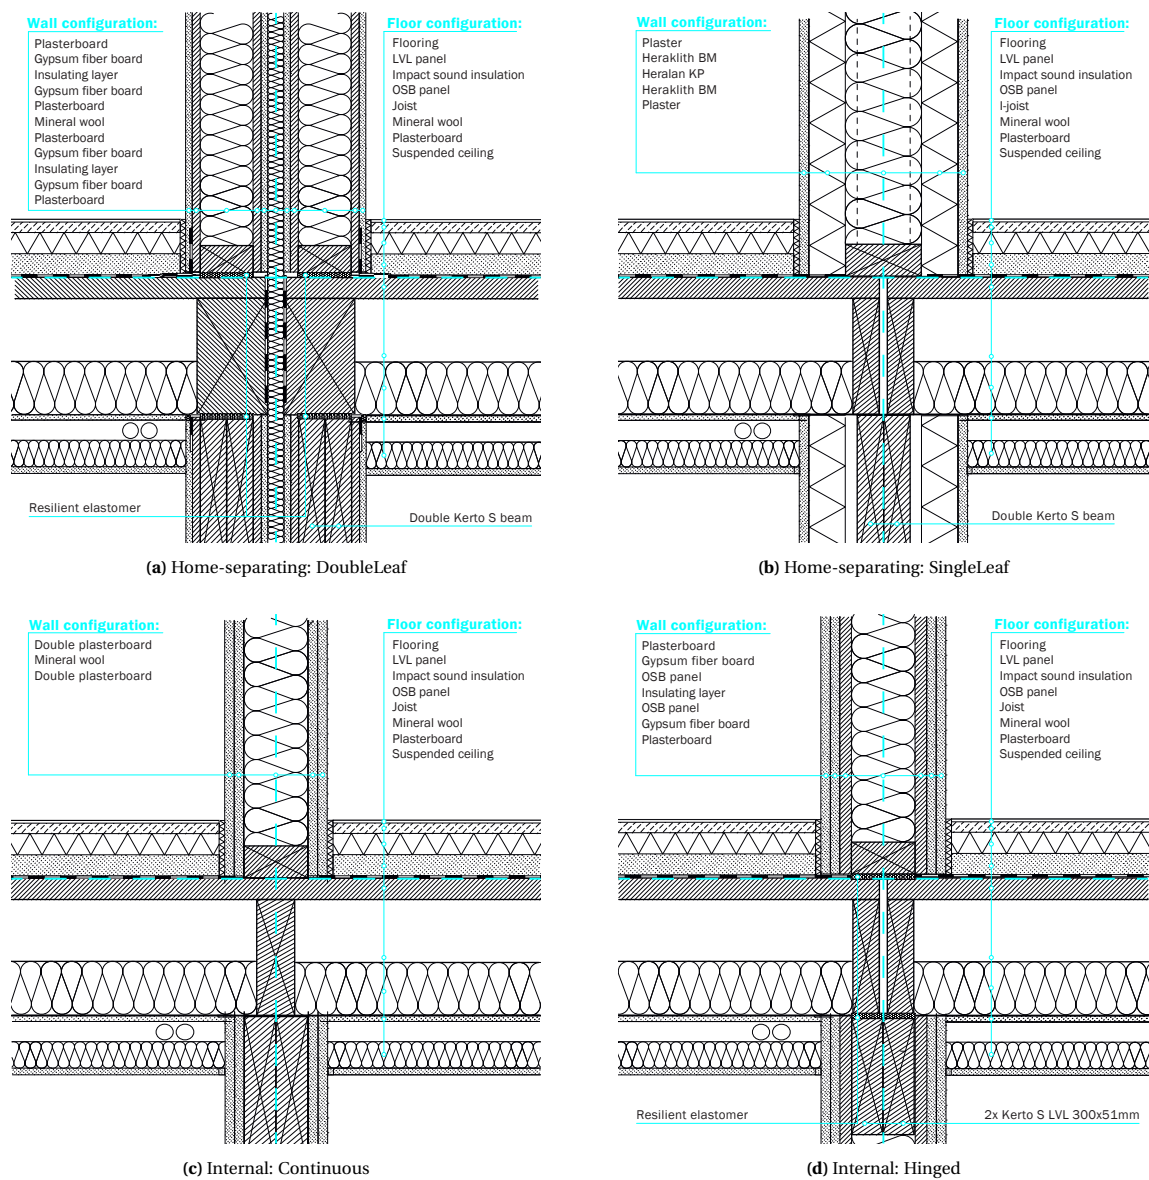 Wall configuration:
Plasterboard
Gypsum fiber board
Insulating layer
Gypsum fiber board
Plasterboard
Mineral wool
Plasterboard
Gypsum fiber board
Insulating layer
Gypsum fiber board
Plasterboard
Floor configuration:
Flooring
LVL panel
Impact sound insulation
OSB panel
Joist
Mineral wool
Plasterboard
Suspended ceiling
Resilient elastomer
Double Kerto S beam
(a) Home-separating: DoubleLeaf
Wall configuration:
Plaster
Heraklith BM
Heralan KP
Heraklith BM
Plaster
Floor configuration:
Flooring
LVL panel
Impact sound insulation
OSB panel
I-joist
Mineral wool
Plasterboard
Suspended ceiling
Double Kerto S beam
(b) Home-separating: SingleLeaf
Wall configuration:
Double plasterboard
Mineral wool
Double plasterboard
Floor configuration:
Flooring
LVL panel
Impact sound insulation
OSB panel
Joist
Mineral wool
Plasterboard
Suspended ceiling
(c) Internal: Continuous
Wall configuration:
Plasterboard
Gypsum fiber board
OSB panel
Insulating layer
OSB panel
Gypsum fiber board
Plasterboard
Floor configuration:
Flooring
LVL panel
Impact sound insulation
OSB panel
Joist
Mineral wool
Plasterboard
Suspended ceiling
Resilient elastomer
2x Kerto S LVL 300x51mm
(d) Internal: Hinged